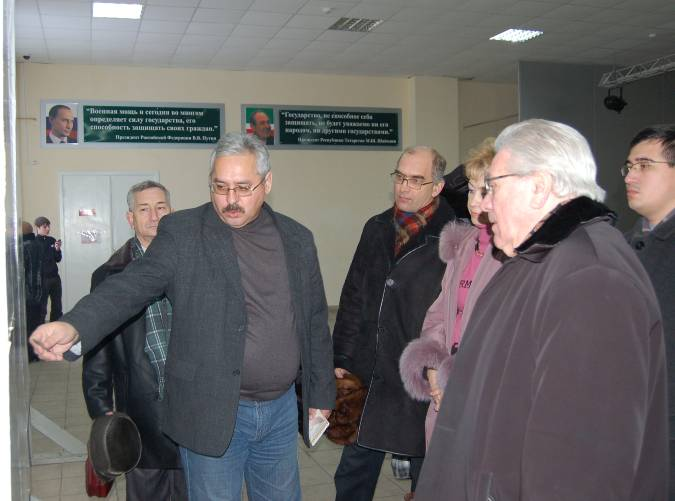 "Военная мощь и сегодня во многом
определяет силу государства, его
способность защищать своих граждан."
Президент Российской Федерации В.В. Путин
"Государство, не способное себя
защищать, не будет уважаемо ни его
народом, ни другими государствами."
Президент Республики Татарстан М.Ш. Шаймиев